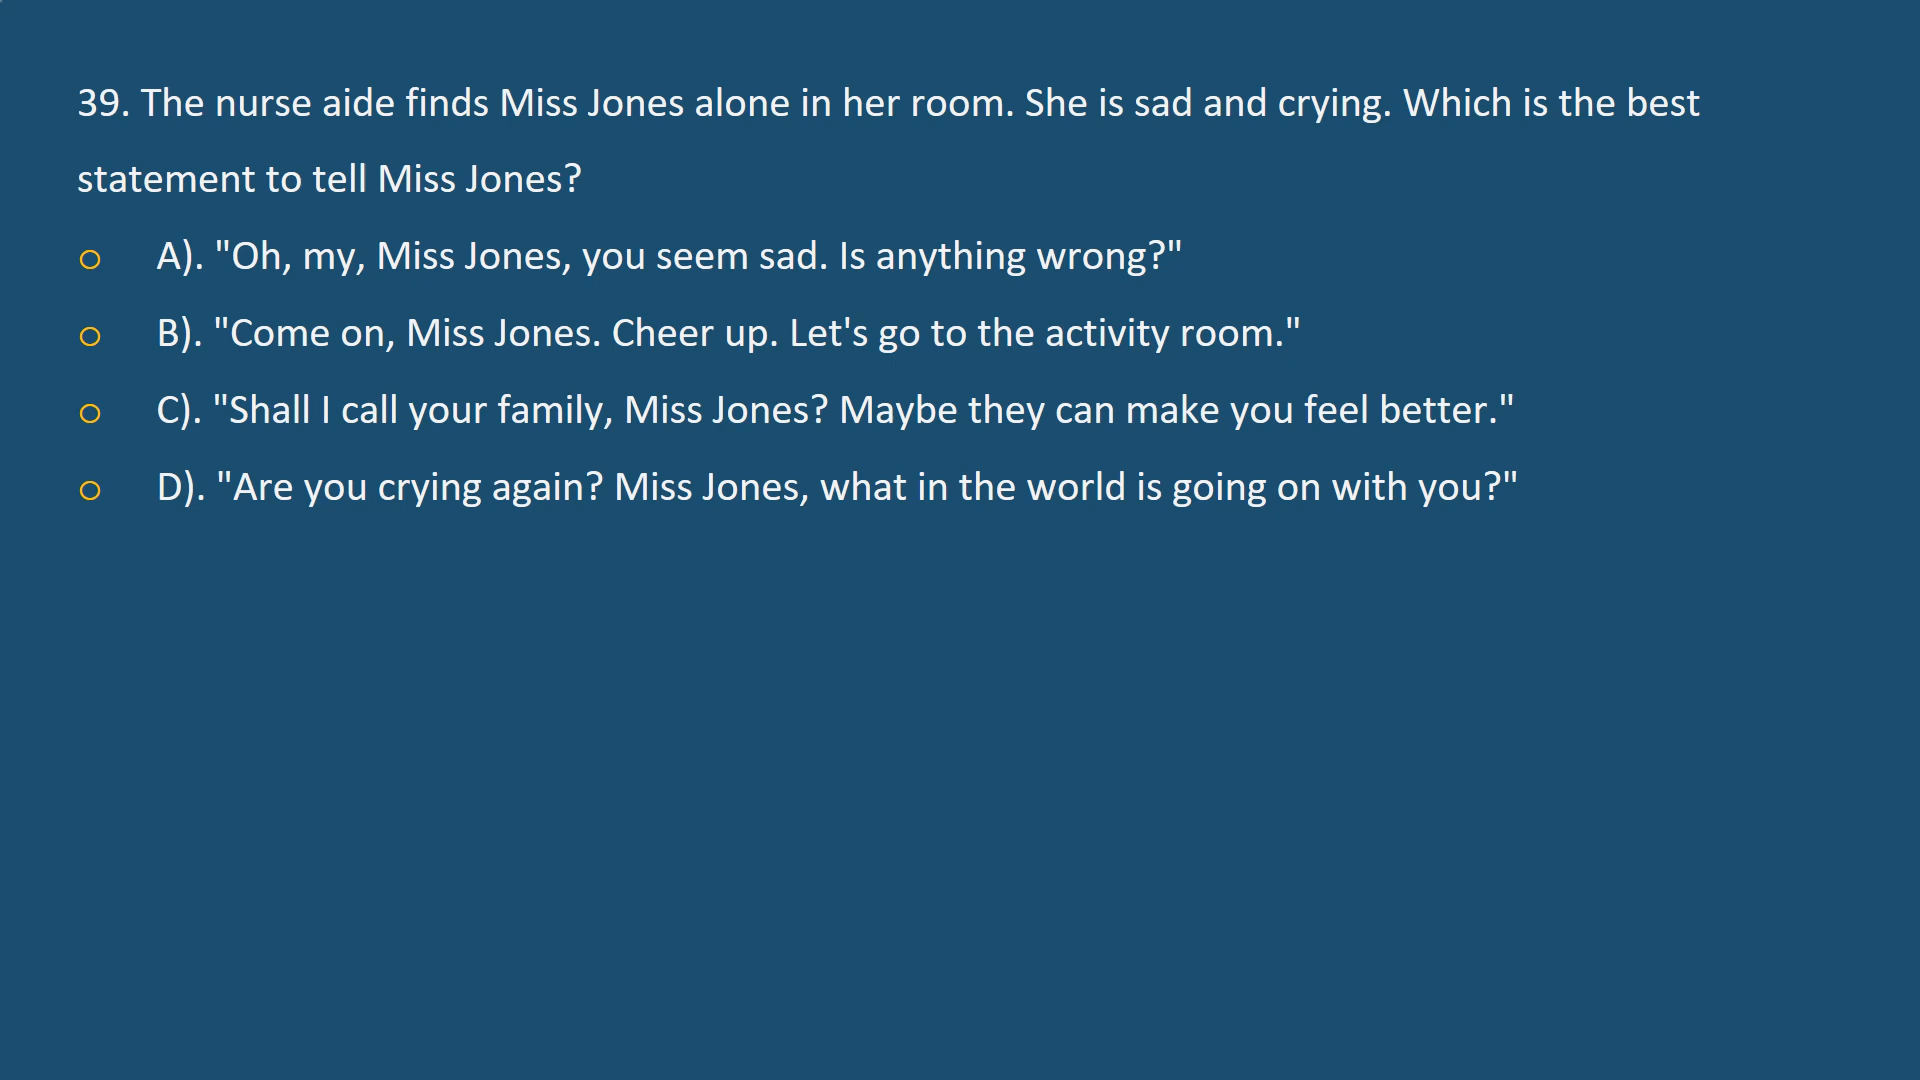 39. The nurse aide finds Miss Jones alone in her room. She is sad and crying. Which is the best
statement to tell Miss Jones?
o A). "Oh, my, Miss Jones, you seem sad. Is anything wrong?"
o B). "Come on, Miss Jones. Cheer up. Let's go to the activity room."
o C). "Shall I call your family, Miss Jones? Maybe they can make you feel better."
o D). "Are you crying again? Miss Jones, what in the world is going on with you?"